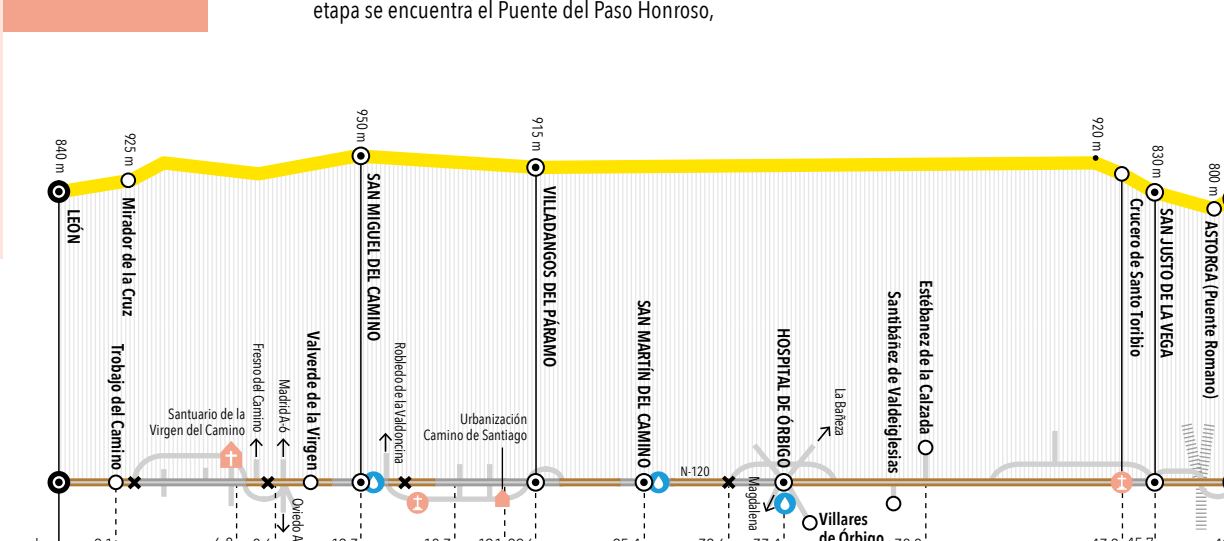 etapa se encuentra el Puente del Paso Honroso,
840 m
925 m
950 m
915 m
920 m
830 m
800 m
LEÓN
Mirador de la Cruz
SAN MIGUEL DEL CAMINO
VILLADANGOS DEL PÁRAMO
Crucero de Santo Toribio
SAN JUSTO DE LA VEGA
ASTORGA (Puente Romano)
Trobajo del Camino
Santuario de la
Virgen del Camino
Fresno del Camino
Madrid A-6
Oviedo A
Valverde de la Virgen
Robledo de la Valdoncina
Urbanización
Camino de Santiago
SAN MARTÍN DEL CAMINO
N-120
Magdalena
HOSPITAL DE ÓRBIGO
La Bañeza
Villares
de Órbigo
Santibáñez de Valdeiglesias
Estébanez de la Calzada